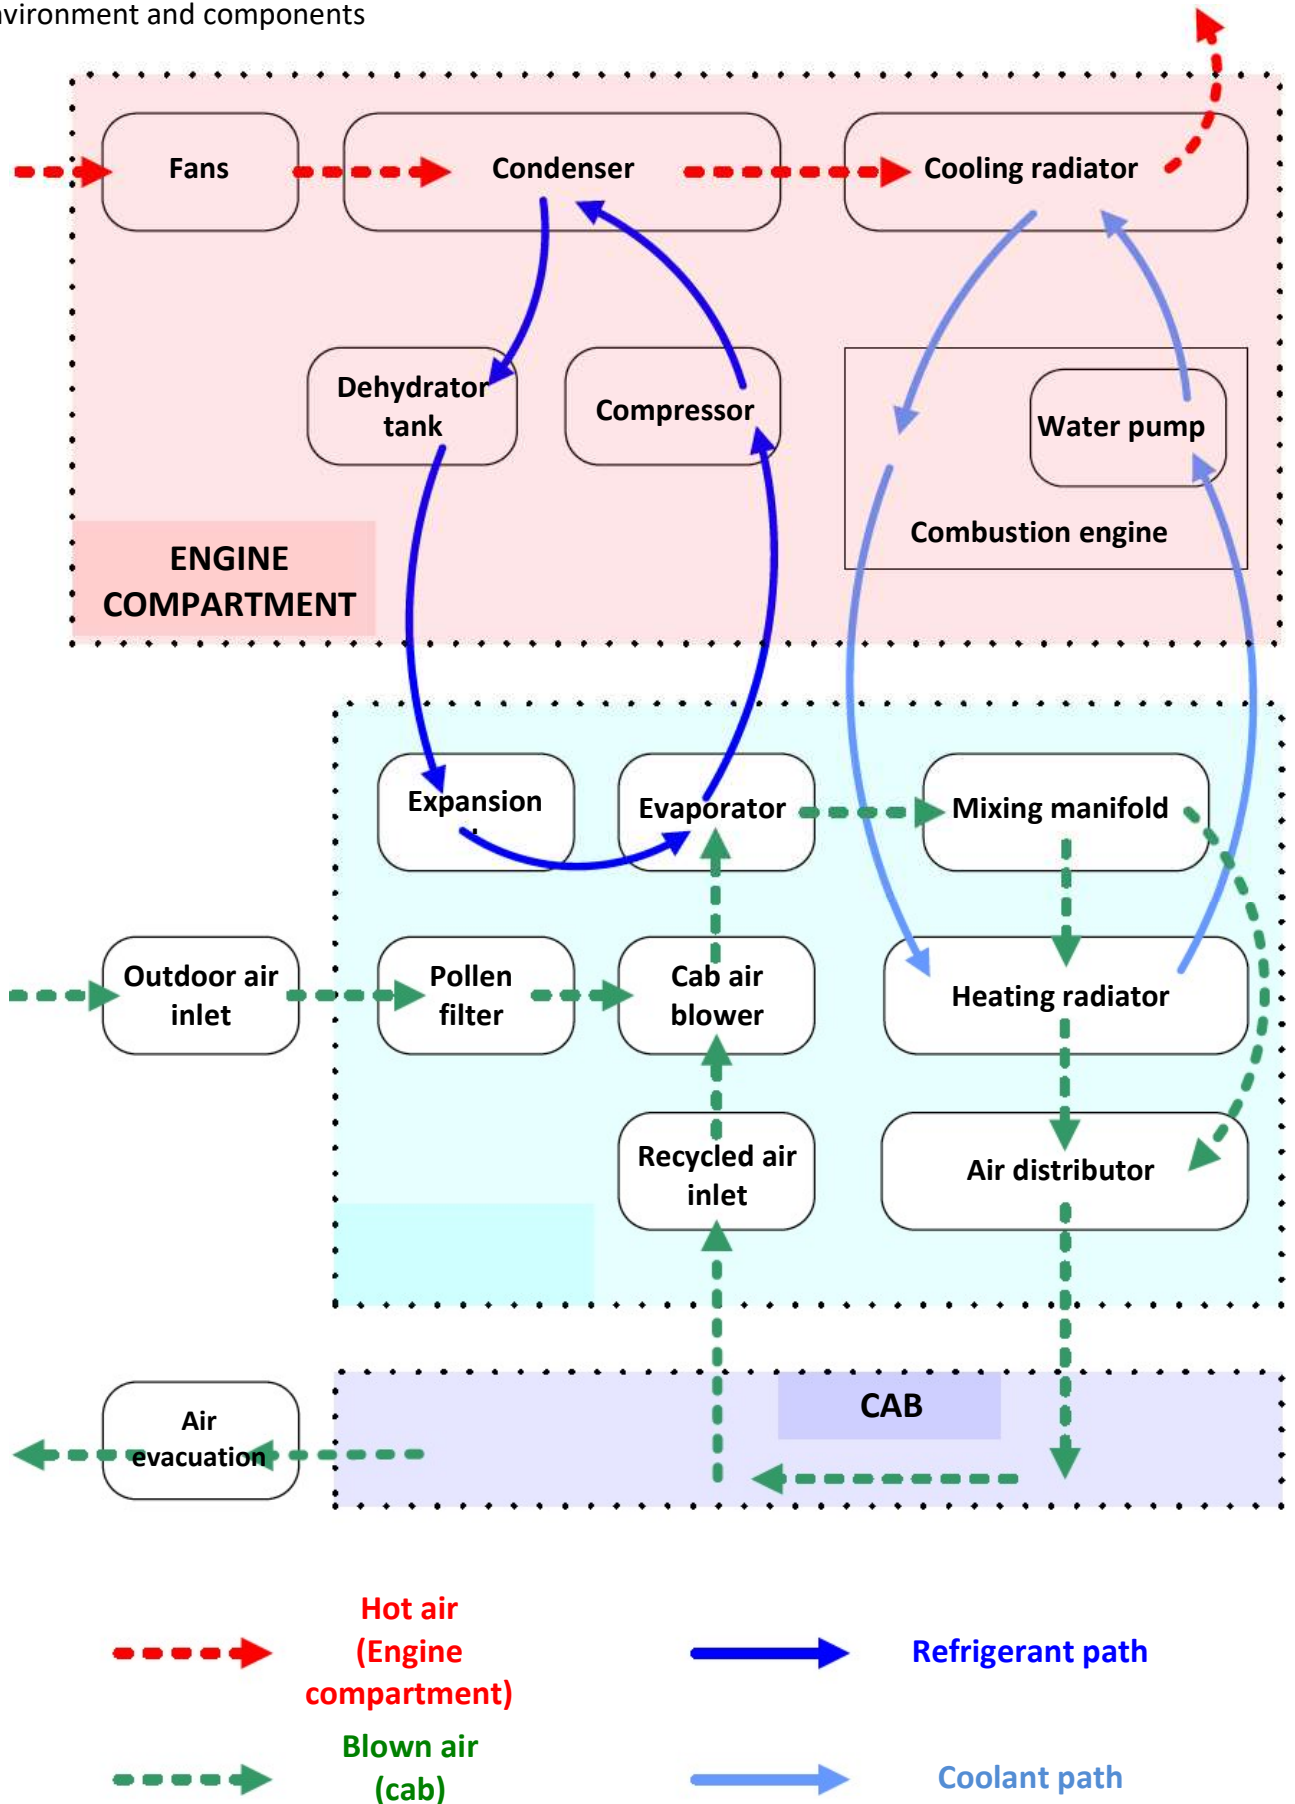 nvironment and components
Fans
Condenser
Cooling radiator
Dehydrator
tank
Compressor
Water pump
Combustion engine
ENGINE
COMPARTMENT
Expansion
Evaporator
Mixing manifold
Outdoor air
inlet
Pollen
filter
Cab air
blower
Heating radiator
Recycled air
inlet
Air distributor
CAB
Air
evacuation
Hot air
(Engine
compartment)
Refrigerant path
Blown air
(cab)
Coolant path